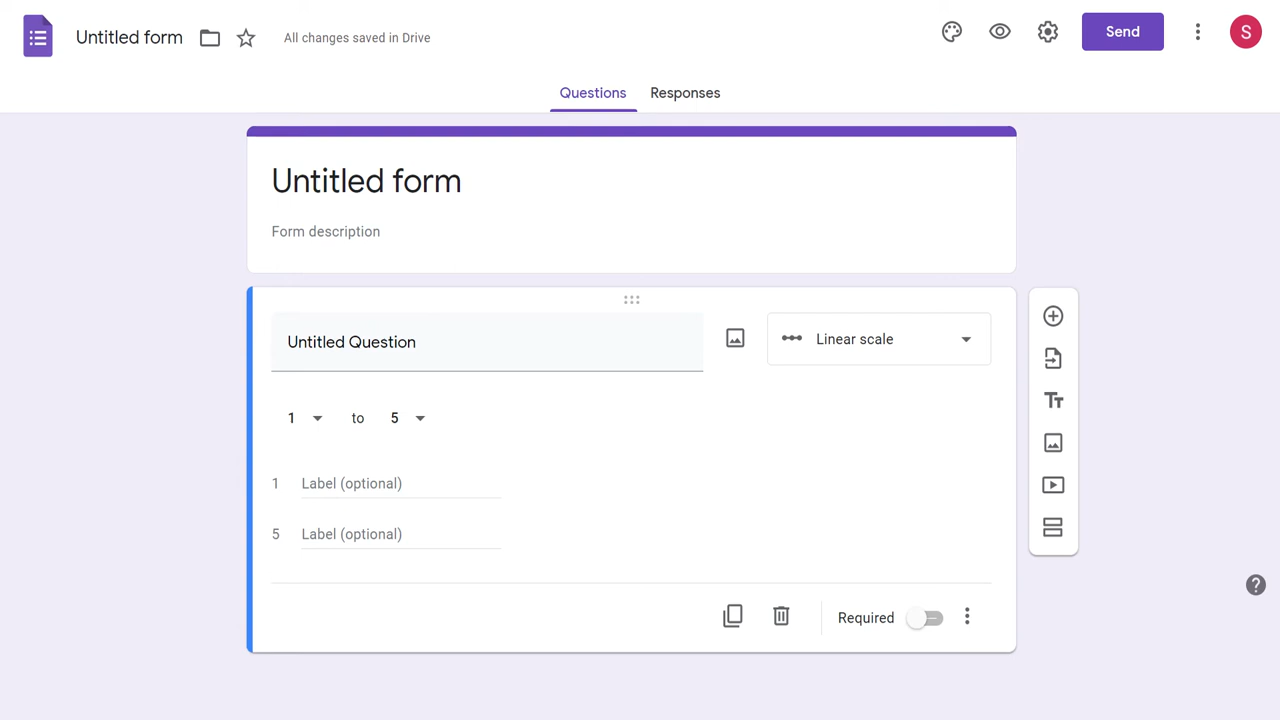 Untitled form
All changes saved in Drive
Send
S
Questions Responses
Untitled form
Form description
Untitled Question
Linear scale
1 to 5
1 Label (optional)
5 Label (optional)
Required